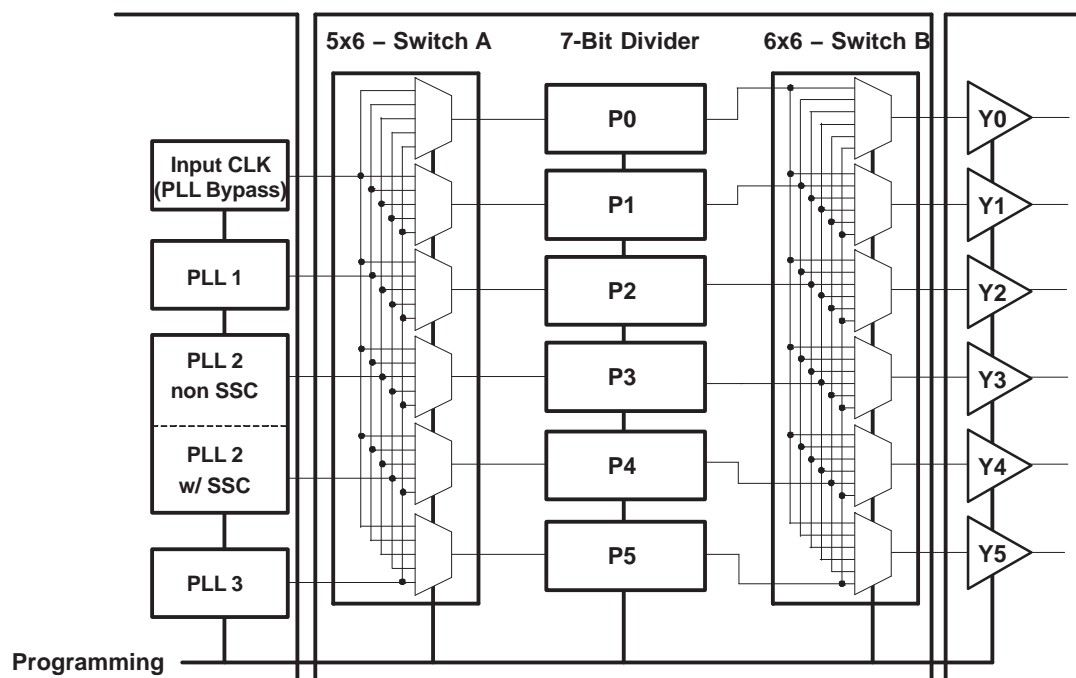 5x6 – Switch A
7-Bit Divider
6x6 – Switch B
Input CLK
(PLL Bypass)
PLL 1
PLL 2
non SSC
PLL 2
w/ SSC
PLL 3
P0
P1
P2
P3
P4
P5
Y0
Y1
Y2
Y3
Y4
Y5
Programming